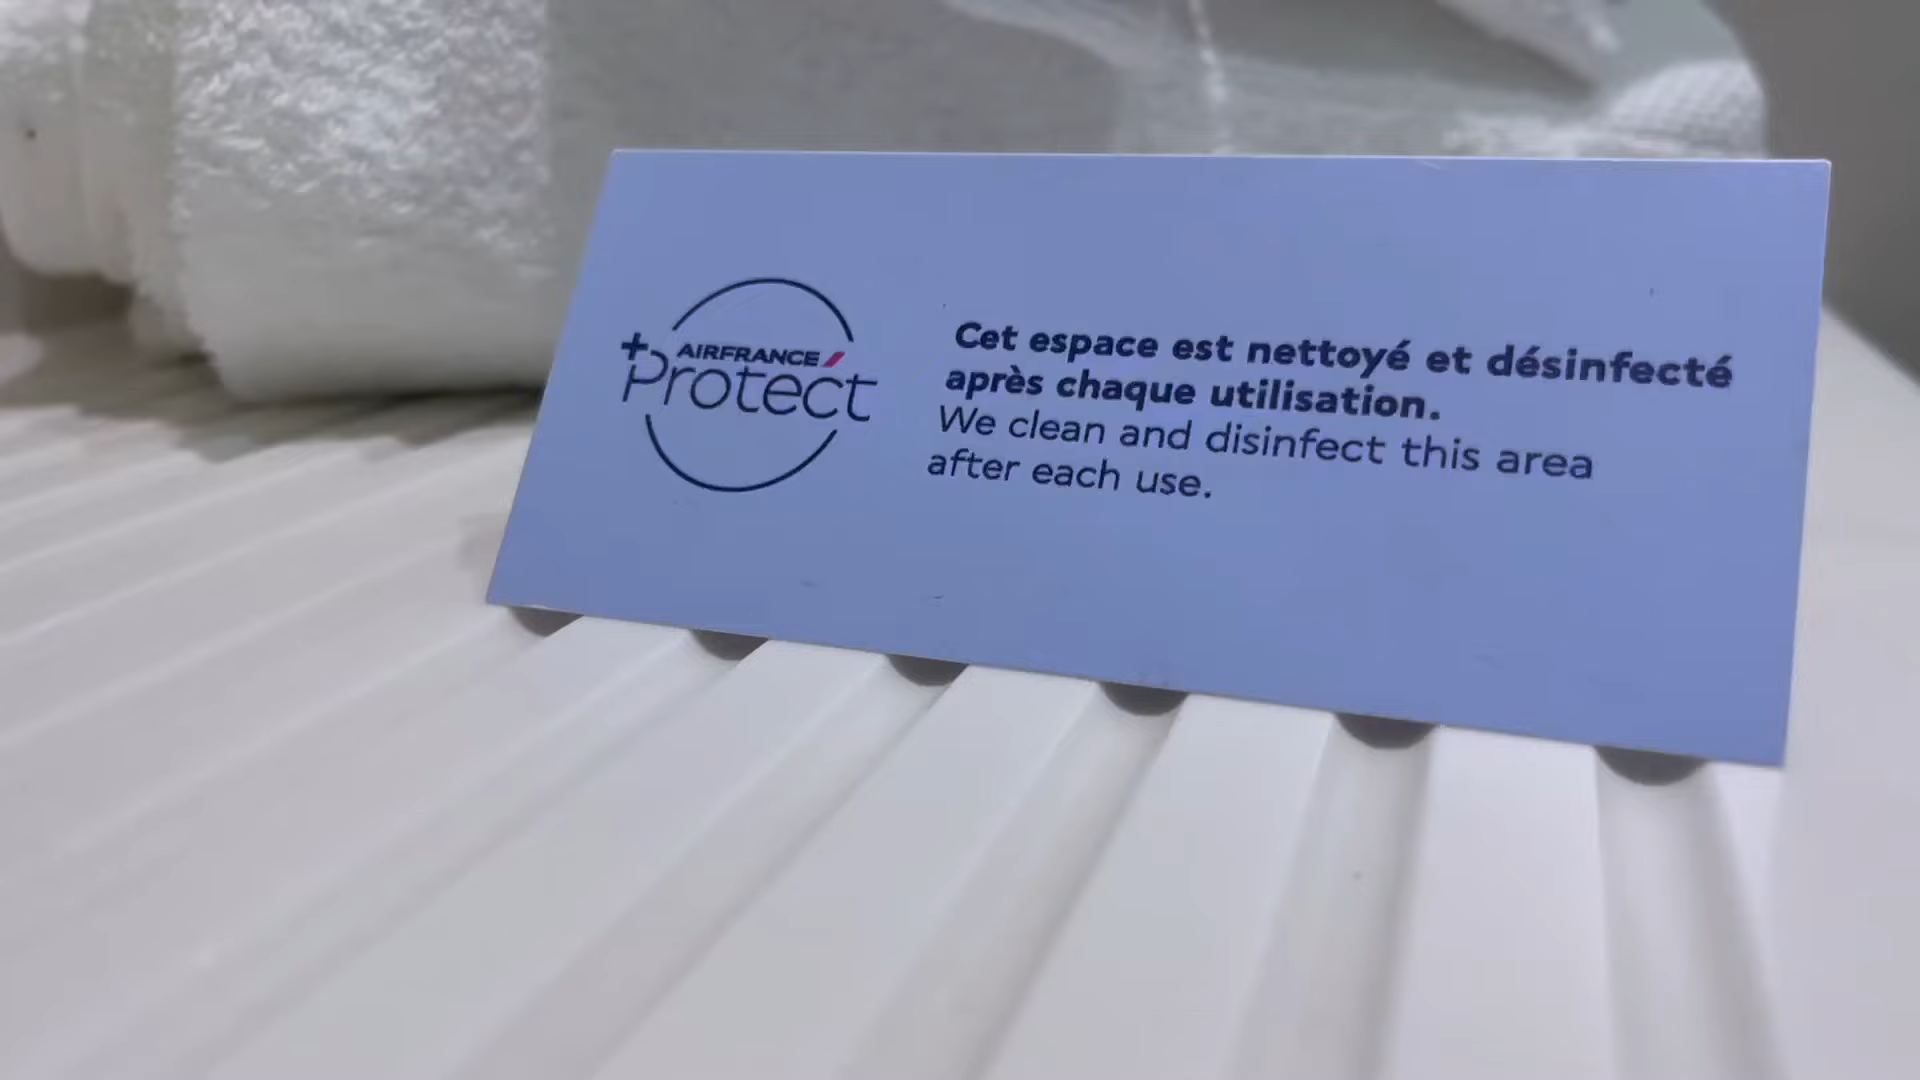 AIRFRANCE
+Protect
Cet espace est nettoyé et désinfecté
après chaque utilisation.
We clean and disinfect this area
after each use.